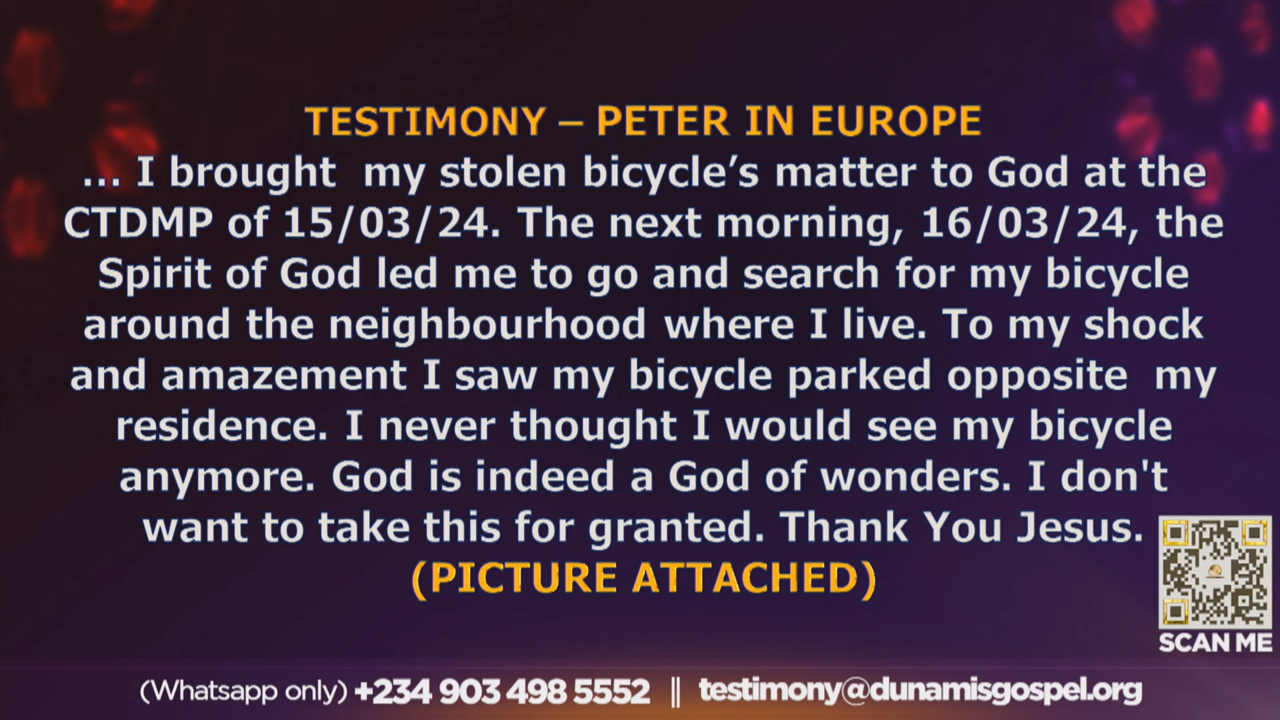 TESTIMONY – PETER IN EUROPE
... I brought  my stolen bicycle’s matter to God at the
CTDMP of 15/03/24. The next morning, 16/03/24, the
Spirit of God led me to go and search for my bicycle
around the neighbourhood where I live. To my shock
and amazement I saw my bicycle parked opposite  my
residence. I never thought I would see my bicycle
anymore. God is indeed a God of wonders. I don't
want to take this for granted. Thank You Jesus.
(PICTURE ATTACHED)
SCAN ME
(Whatsapp only) +234 903 498 5552 || testimony@dunamisgospel.org